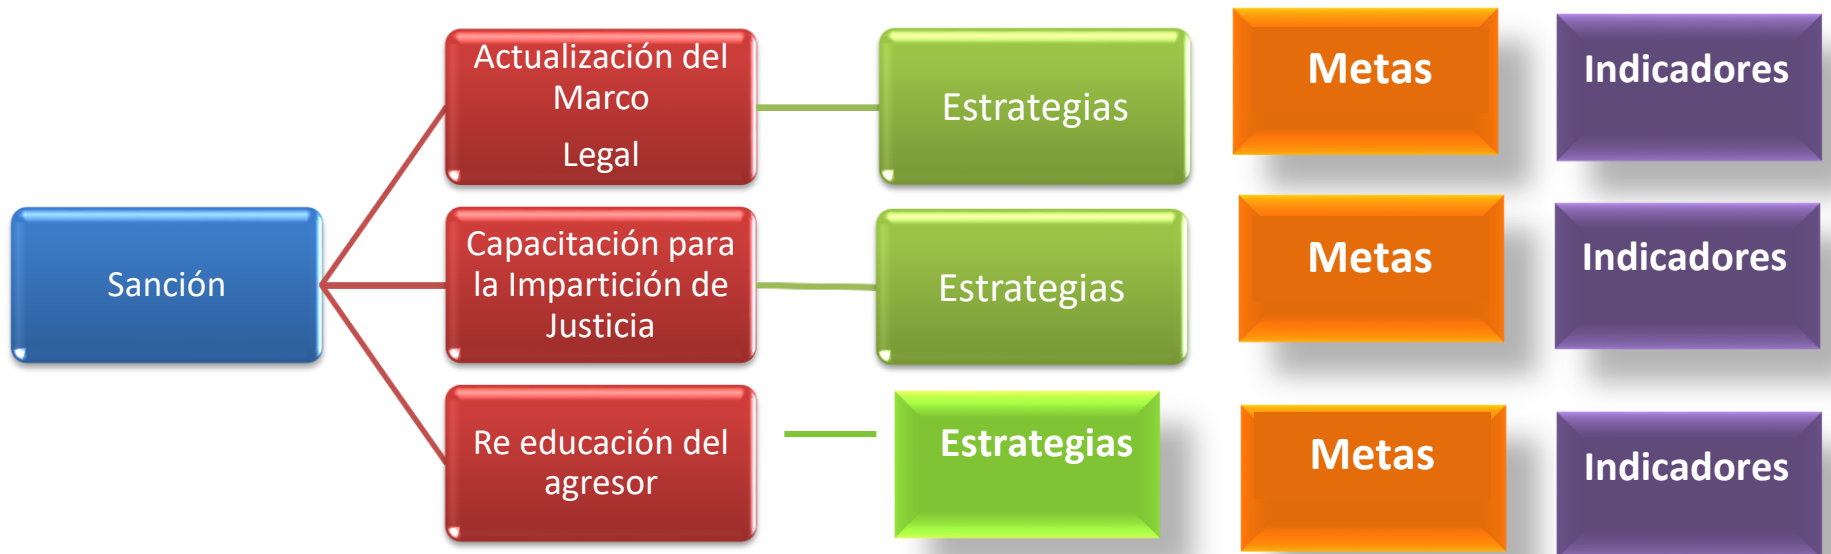 Sanción
Actualización del
Marco
Legal
Estrategias
Metas
Indicadores
Capacitación para
la Impartición de
Justicia
Estrategias
Metas
Indicadores
Re educación del
agresor
Estrategias
Metas
Indicadores